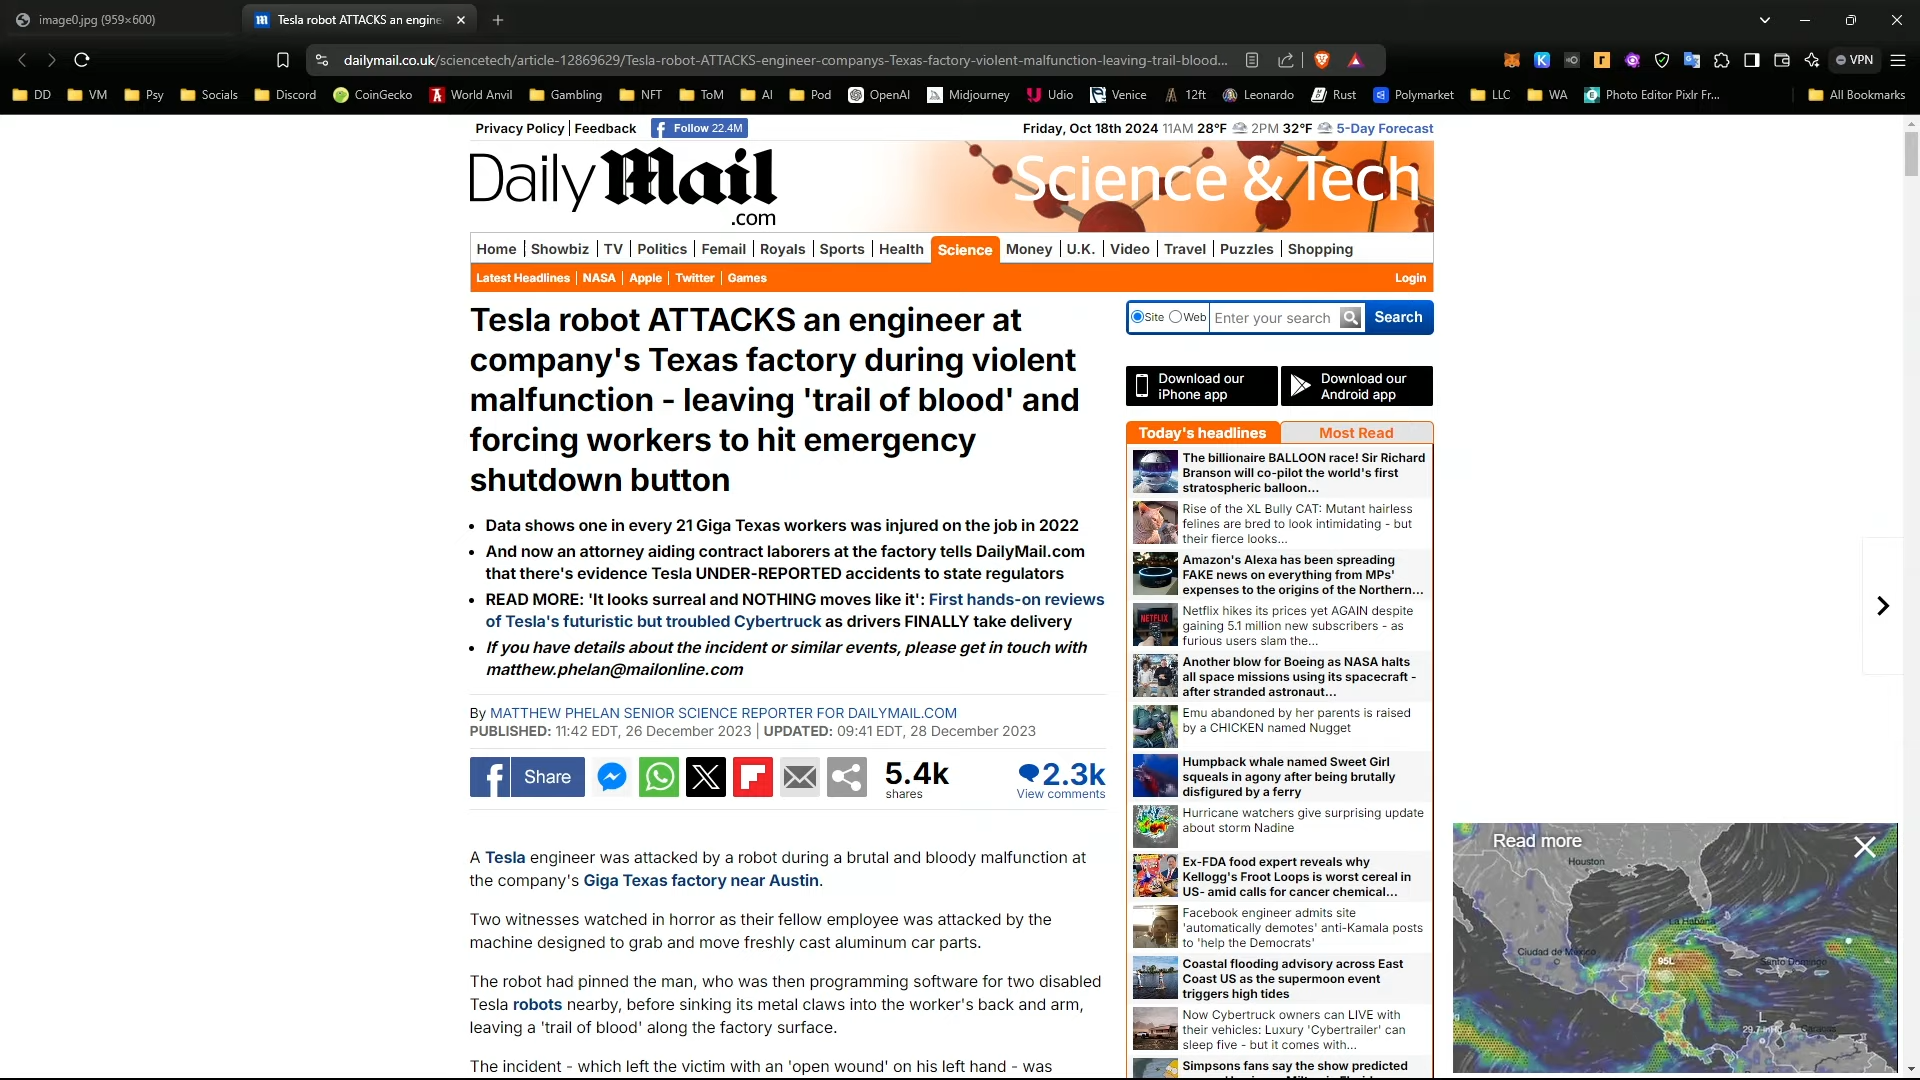 image0.jpg (959×600)
Tesla robot ATTACKS an engine
dailymail.co.uk/sciencetech/article-12869629/Tesla-robot-ATTACKS-engineer-companys-Texas-factory-violent-malfunction-leaving-trail-blood...
VPN
DD VM Psy Socials Discord CoinGecko World Anvil Gambling NFT ToM AI Pod OpenAI Midjourney Udio Venice 12ft Leonardo Rust Polymarket LLC WA Photo Editor Pixlr Fr... All Bookmarks
Privacy Policy Feedback Follow 22.4M
Friday, Oct 18th 2024 11AM 28°F 2PM 32°F 5-Day Forecast
Daily Mail
.com
Science & Tech
Home Showbiz TV Politics Femail Royals Sports Health Science Money U.K. Video Travel Puzzles Shopping
Latest Headlines NASA Apple Twitter Games Login
Tesla robot ATTACKS an engineer at
company's Texas factory during violent
malfunction - leaving 'trail of blood' and
forcing workers to hit emergency
shutdown button
• Data shows one in every 21 Giga Texas workers was injured on the job in 2022
• And now an attorney aiding contract laborers at the factory tells DailyMail.com
that there's evidence Tesla UNDER-REPORTED accidents to state regulators
• READ MORE: 'It looks surreal and NOTHING moves like it': First hands-on reviews
of Tesla's futuristic but troubled Cybertruck as drivers FINALLY take delivery
• If you have details about the incident or similar events, please get in touch with
matthew.phelan@mailonline.com
By MATTHEW PHELAN SENIOR SCIENCE REPORTER FOR DAILYMAIL.COM
PUBLISHED: 11:42 EDT, 26 December 2023 | UPDATED: 09:41 EDT, 28 December 2023
Share
5.4k
shares
2.3k
View comments
A Tesla engineer was attacked by a robot during a brutal and bloody malfunction at
the company's Giga Texas factory near Austin.
Two witnesses watched in horror as their fellow employee was attacked by the
machine designed to grab and move freshly cast aluminum car parts.
The robot had pinned the man, who was then programming software for two disabled
Tesla robots nearby, before sinking its metal claws into the worker's back and arm,
leaving a 'trail of blood' along the factory surface.
The incident - which left the victim with an 'open wound' on his left hand - was
Site Web Enter your search Search
Download our
iPhone app
Download our
Android app
Today's headlines Most Read
The billionaire BALLOON race! Sir Richard
Branson will co-pilot the world's first
stratospheric balloon...
Rise of the XL Bully CAT: Mutant hairless
felines are bred to look intimidating - but
their fierce looks...
Amazon's Alexa has been spreading
FAKE news on everything from MPs'
expenses to the origins of the Northern...
NETFLIX
Netflix hikes its prices yet AGAIN despite
gaining 5.1 million new subscribers - as
furious users slam the...
Another blow for Boeing as NASA halts
all space missions using its spacecraft -
after stranded astronaut...
Emu abandoned by her parents is raised
by a CHICKEN named Nugget
Humpback whale named Sweet Girl
squeals in agony after being brutally
disfigured by a ferry
Hurricane watchers give surprising update
about storm Nadine
Ex-FDA food expert reveals why
Kellogg's Froot Loops is worst cereal in
US- amid calls for cancer chemical...
Facebook engineer admits site
'automatically demotes' anti-Kamala posts
to 'help the Democrats'
Coastal flooding advisory across East
Coast US as the supermoon event
triggers high tides
Now Cybertruck owners can LIVE with
their vehicles: Luxury 'Cybertrailer' can
sleep five - but it comes with...
Simpsons fans say the show predicted
Read more
Houston
La Habana
Ciudad de México
95L
Santo Domingo
L
Caracas